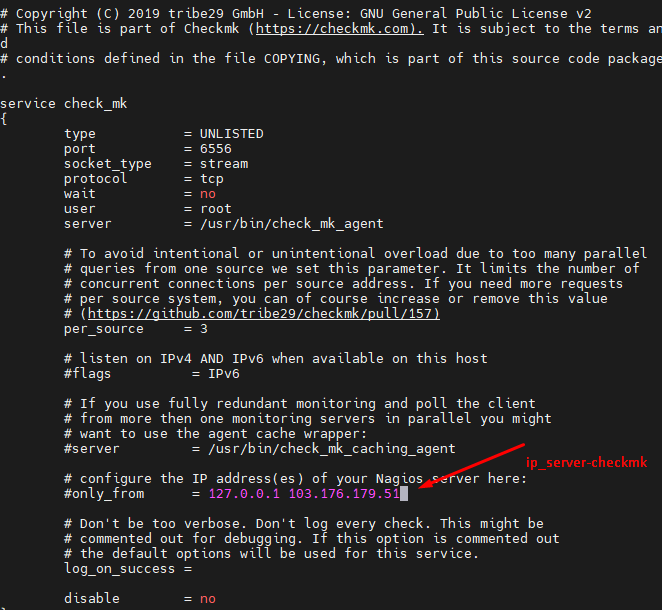 # Copyright (C) 2019 tribe29 GmbH - License: GNU General Public License v2
# This file is part of Checkmk (https://checkmk.com). It is subject to the terms an
d
# conditions defined in the file COPYING, which is part of this source code package
.
service check_mk
{
type = UNLISTED
port = 6556
socket_type = stream
protocol = tcp
wait = no
user = root
server = /usr/bin/check_mk_agent
# To avoid intentional or unintentional overload due to too many parallel
# queries from one source we set this parameter. It limits the number of
# concurrent connections per source address. If you need more requests
# per source system, you can of course increase or remove this value
# (https://github.com/tribe29/checkmk/pull/157)
per_source = 3
# listen on IPv4 AND IPv6 when available on this host
#flags = IPv6
# If you use fully redundant monitoring and poll the client
# from more then one monitoring servers in parallel you might
# want to use the agent cache wrapper:
#server = /usr/bin/check_mk_caching_agent
ip_server-checkmk
# configure the IP address(es) of your Nagios server here:
#only_from = 127.0.0.1 103.176.179.51
# Don't be too verbose. Don't log every check. This might be
# commented out for debugging. If this option is commented out
# the default options will be used for this service.
log_on_success =
disable = no